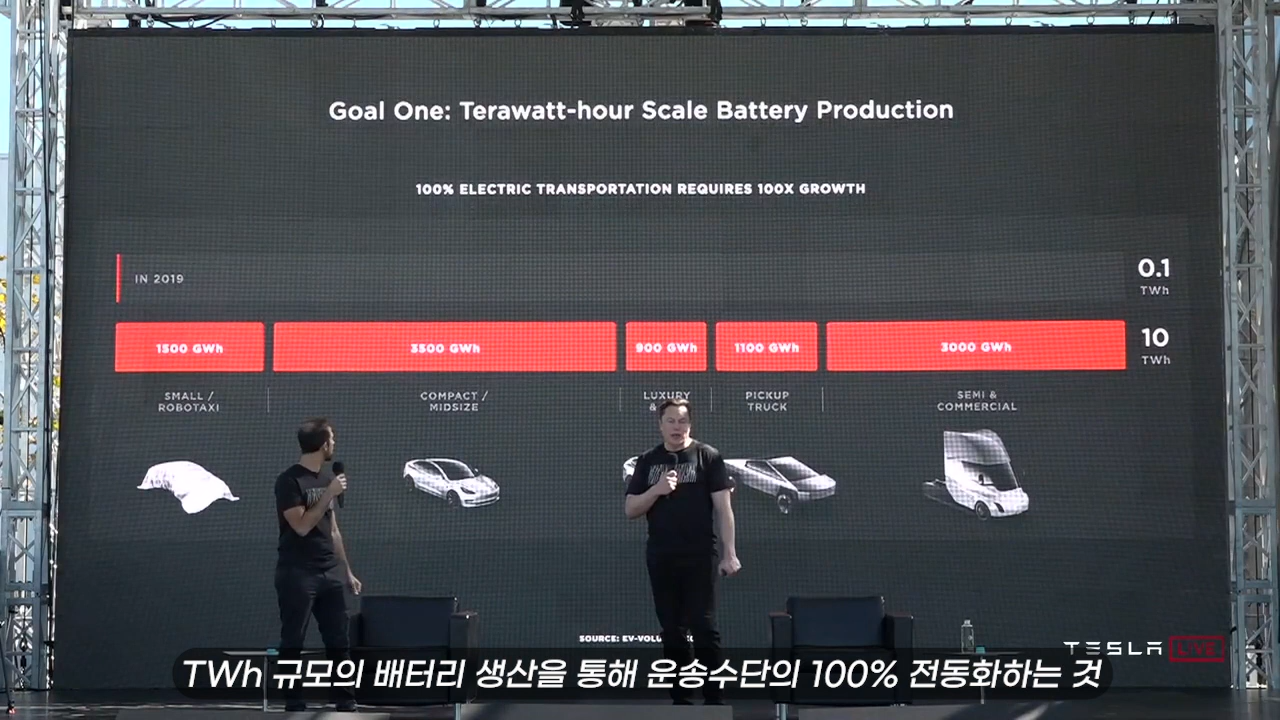 Goal One: Terawatt-hour Scale Battery Production
100% ELECTRIC TRANSPORTATION REQUIRES 100X GROWTH
IN 2019
0.1
TWh
1500 GWh
3500 GWh
900 GWh
1100 GWh
3000 GWh
10
TWh
SMALL /
ROBOTAXI
COMPACT /
MIDSIZE
LUXURY
&
PICKUP
TRUCK
SEMI &
COMMERCIAL
SOURCE:
TESLA LIVE
TWh 규모의 배터리 생산을 통해 운송수단의 100% 전동화하는 것